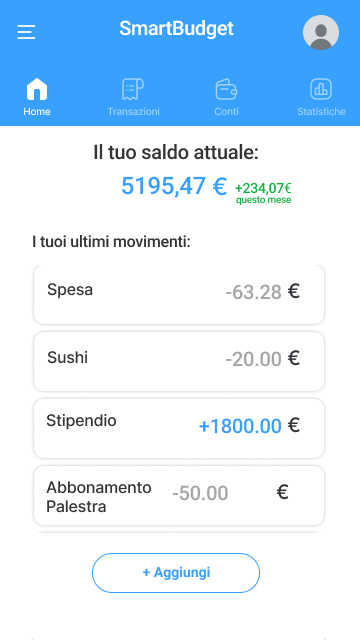 SmartBudget
Home Transazioni Conti Statistiche
Il tuo saldo attuale:
5195,47 € +234,07€
questo mese
I tuoi ultimi movimenti:
Spesa -63.28 €
Sushi -20.00 €
Stipendio +1800.00 €
Abbonamento -50.00 €
Palestra
+ Aggiungi